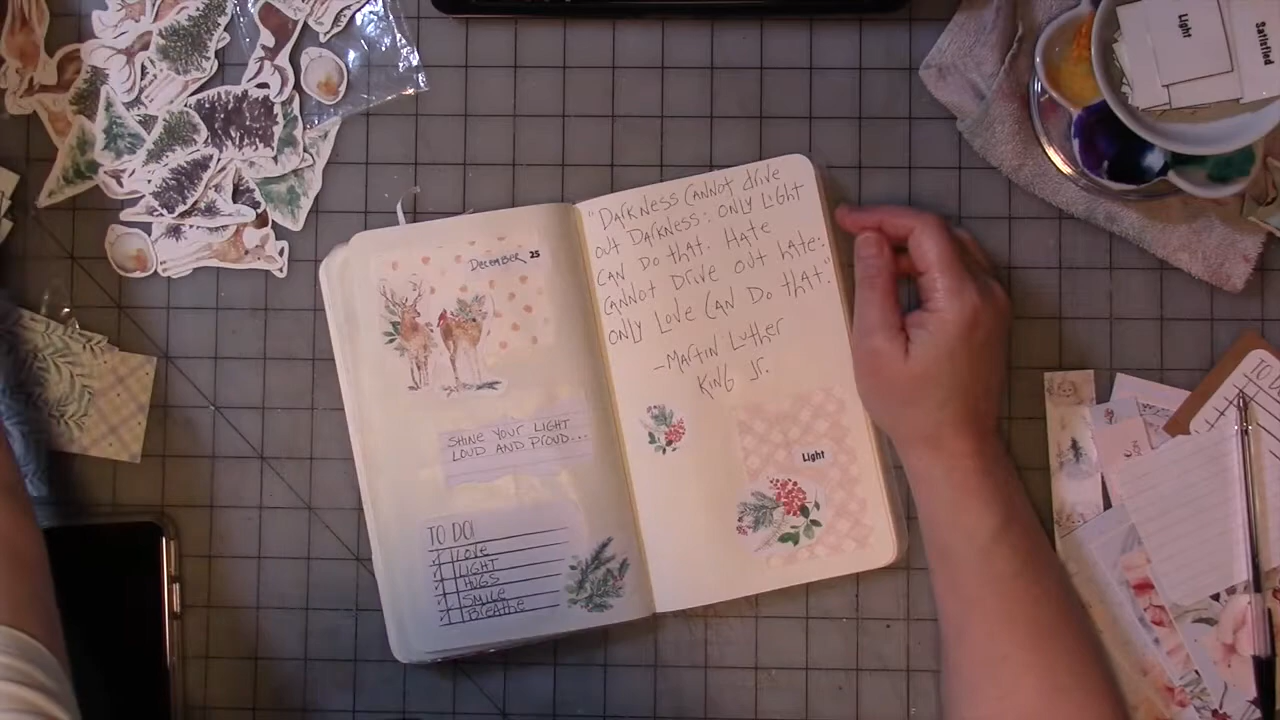 December 25
SHINE YOUR LIGHT
LOUD AND PROUD...
TO DO!
LOVE
LIGHT
HUGS
SMILE
BREATHE
"DARKNESS CANNOT drive
out DARKNESS: ONLY LIGHT
CAN DO that. HATE
CANNOT DRIVE OUT HATE:
ONLY LOVE CAN DO that."
-MARTIN LUTHER
KING Jr.
Light
Light
Satisfied
TO DO